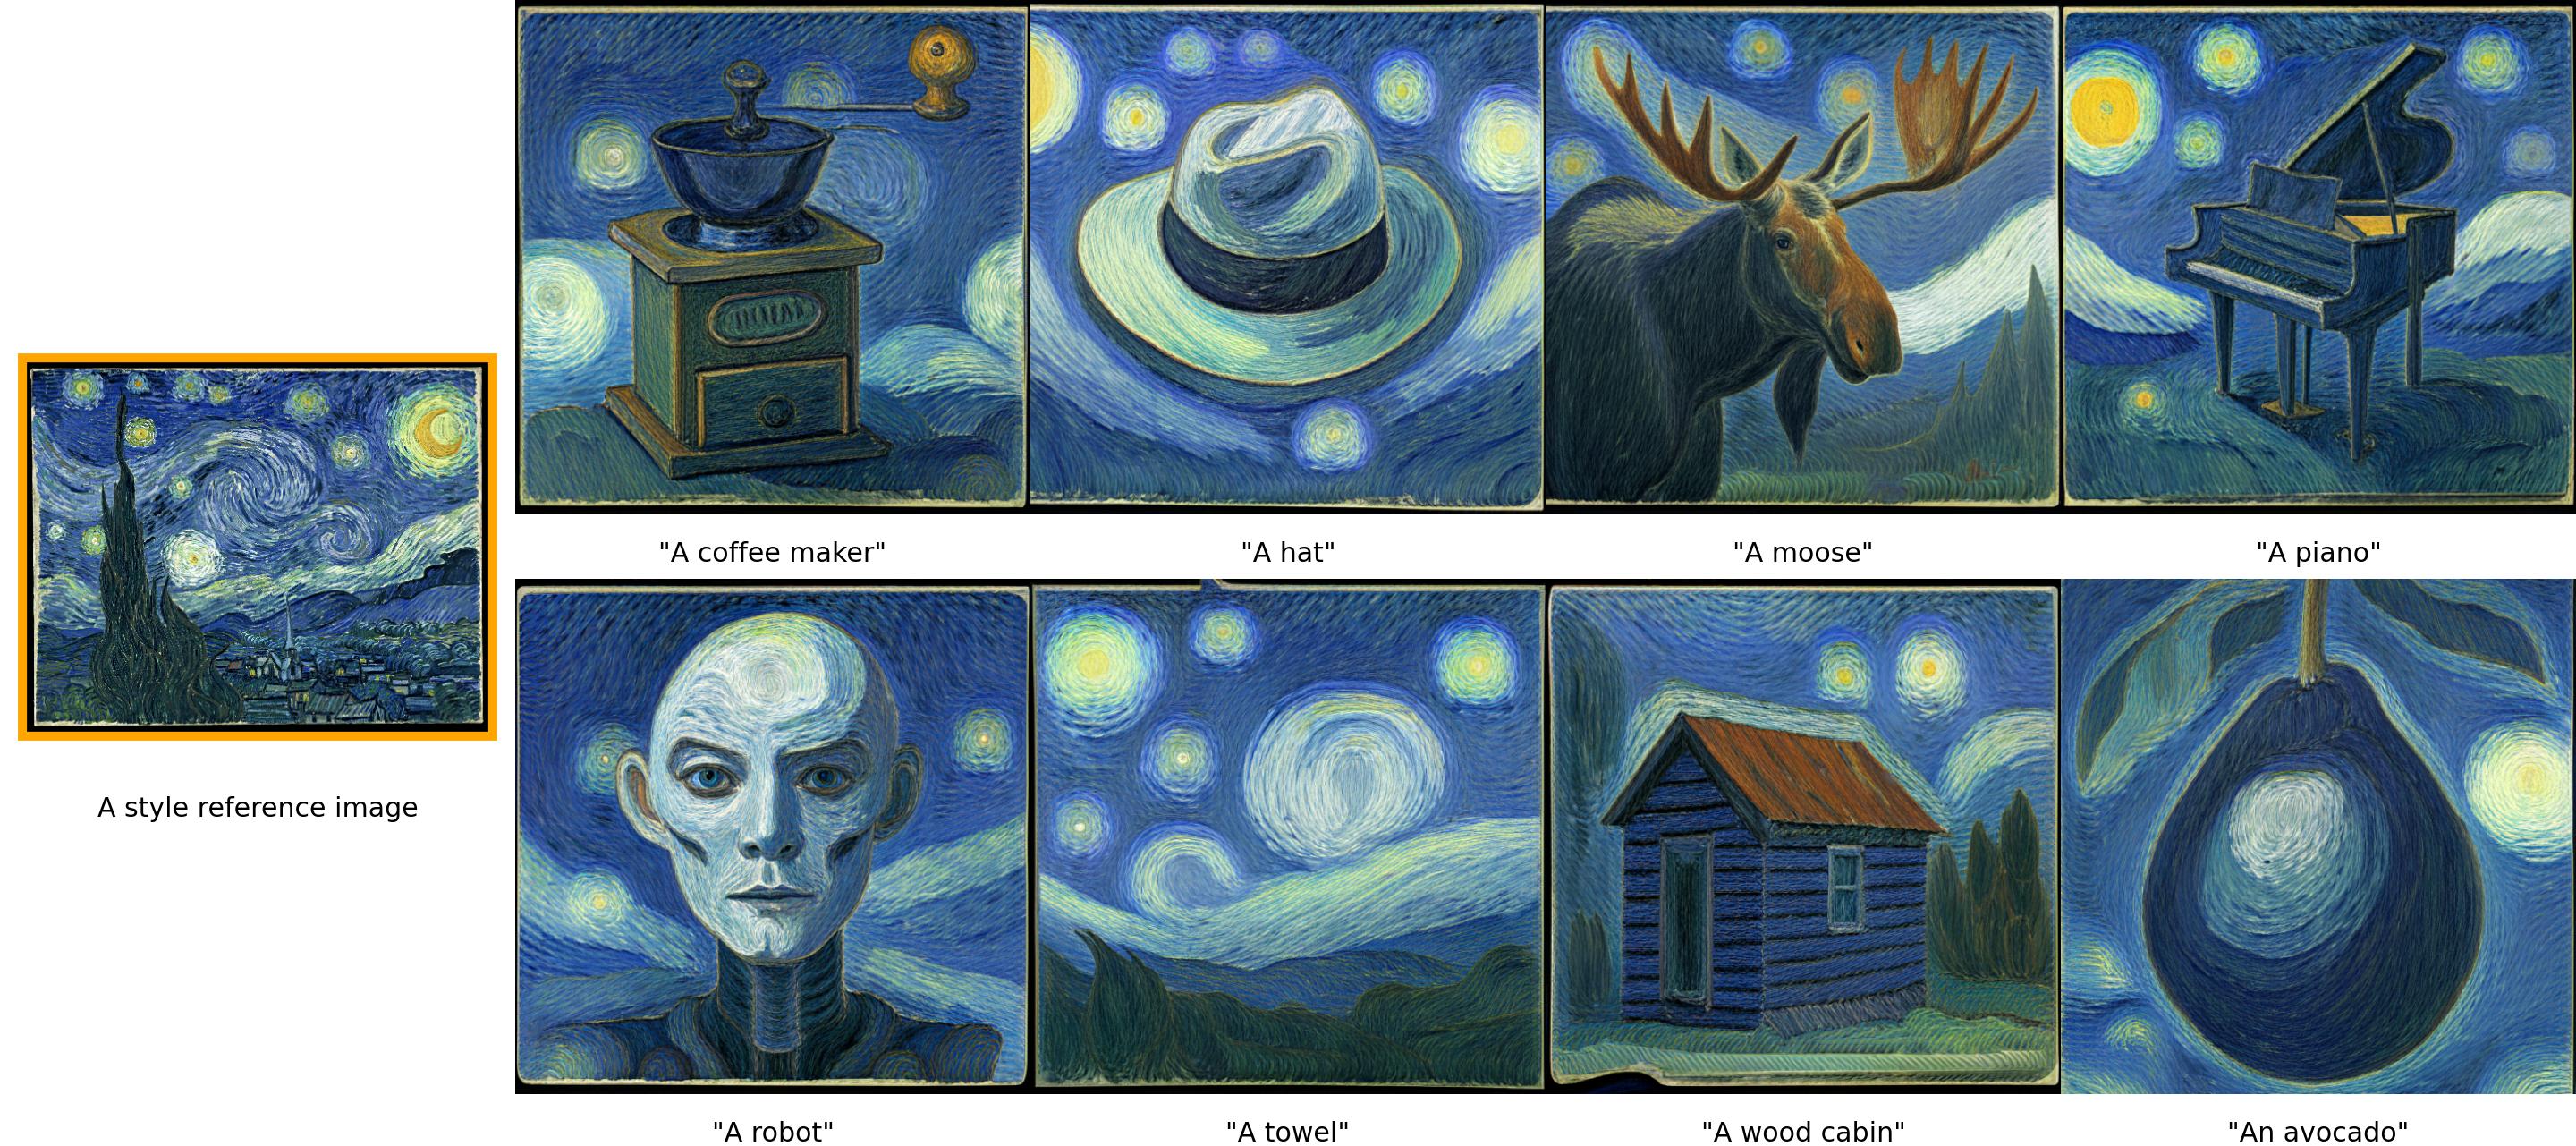 "A coffee maker"
"A hat"
"A moose"
"A piano"
A style reference image
"A robot"
"A towel"
"A wood cabin"
"An avocado"